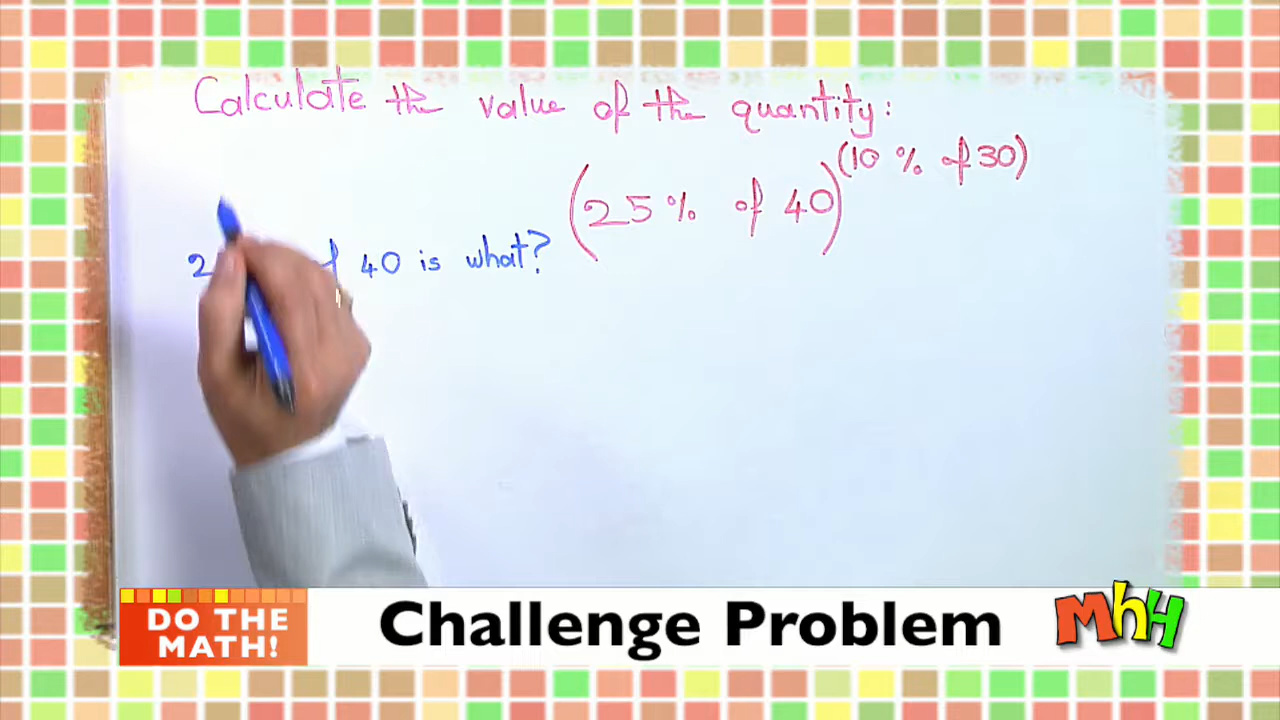 Calculate the value of the quantity:
(25% of 40)^(10 % of 30)
40 is what?
DO THE MATH!
Challenge Problem
MhH